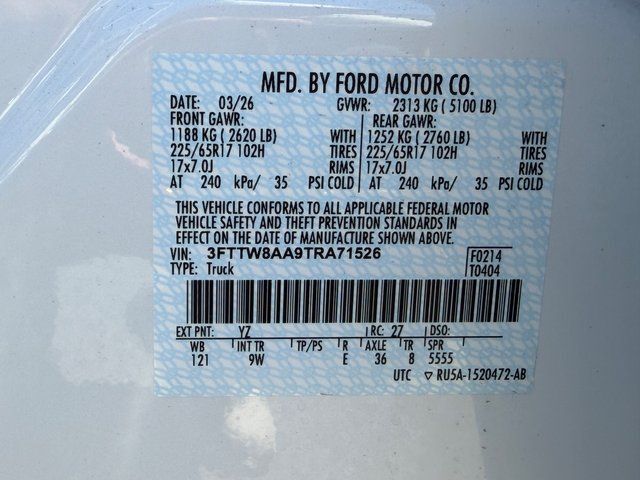 MFD. BY FORD MOTOR CO.
DATE: 03/26 GVWR: 2313 KG ( 5100 LB)
FRONT GAWR: REAR GAWR:
1188 KG ( 2620 LB) WITH 1252 KG ( 2760 LB) WITH
225/65R17 102H TIRES 225/65R17 102H TIRES
17x7.0J RIMS 17x7.0J RIMS
AT 240 kPa/ 35 PSI COLD AT 240 kPa/ 35 PSI COLD
THIS VEHICLE CONFORMS TO ALL APPLICABLE FEDERAL MOTOR
VEHICLE SAFETY AND THEFT PREVENTION STANDARDS IN
EFFECT ON THE DATE OF MANUFACTURE SHOWN ABOVE.
VIN: 3FTTW8AA9TRA71526 F0214
TYPE: Truck T0404
EXT PNT: YZ RC: 27 DSO:
WB INT TR TP/PS R AXLE TR SPR
121 9W E 36 8 5555
UTC ▽ RU5A-1520472-AB